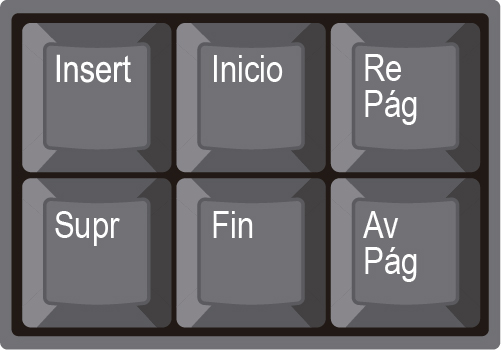 Insert
Inicio
Re
Pág
Supr
Fin
Av
Pág